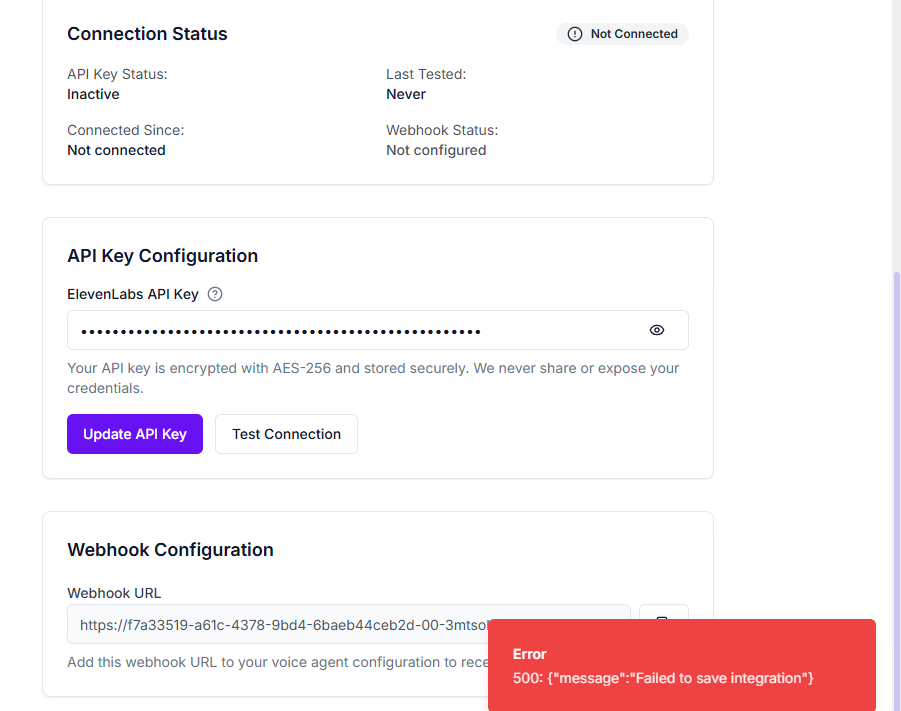 Connection Status
Not Connected
API Key Status:
Last Tested:
Inactive
Never
Connected Since:
Webhook Status:
Not connected
Not configured
API Key Configuration
ElevenLabs API Key
••••••••••••••••••••••••••••••••••••••••••••••••••••
Your API key is encrypted with AES-256 and stored securely. We never share or expose your
credentials.
Update API Key
Test Connection
Webhook Configuration
Webhook URL
https://f7a33519-a61c-4378-9bd4-6baeb44ceb2d-00-3mtsol
Add this webhook URL to your voice agent configuration to rece
Error
500: {"message":"Failed to save integration"}